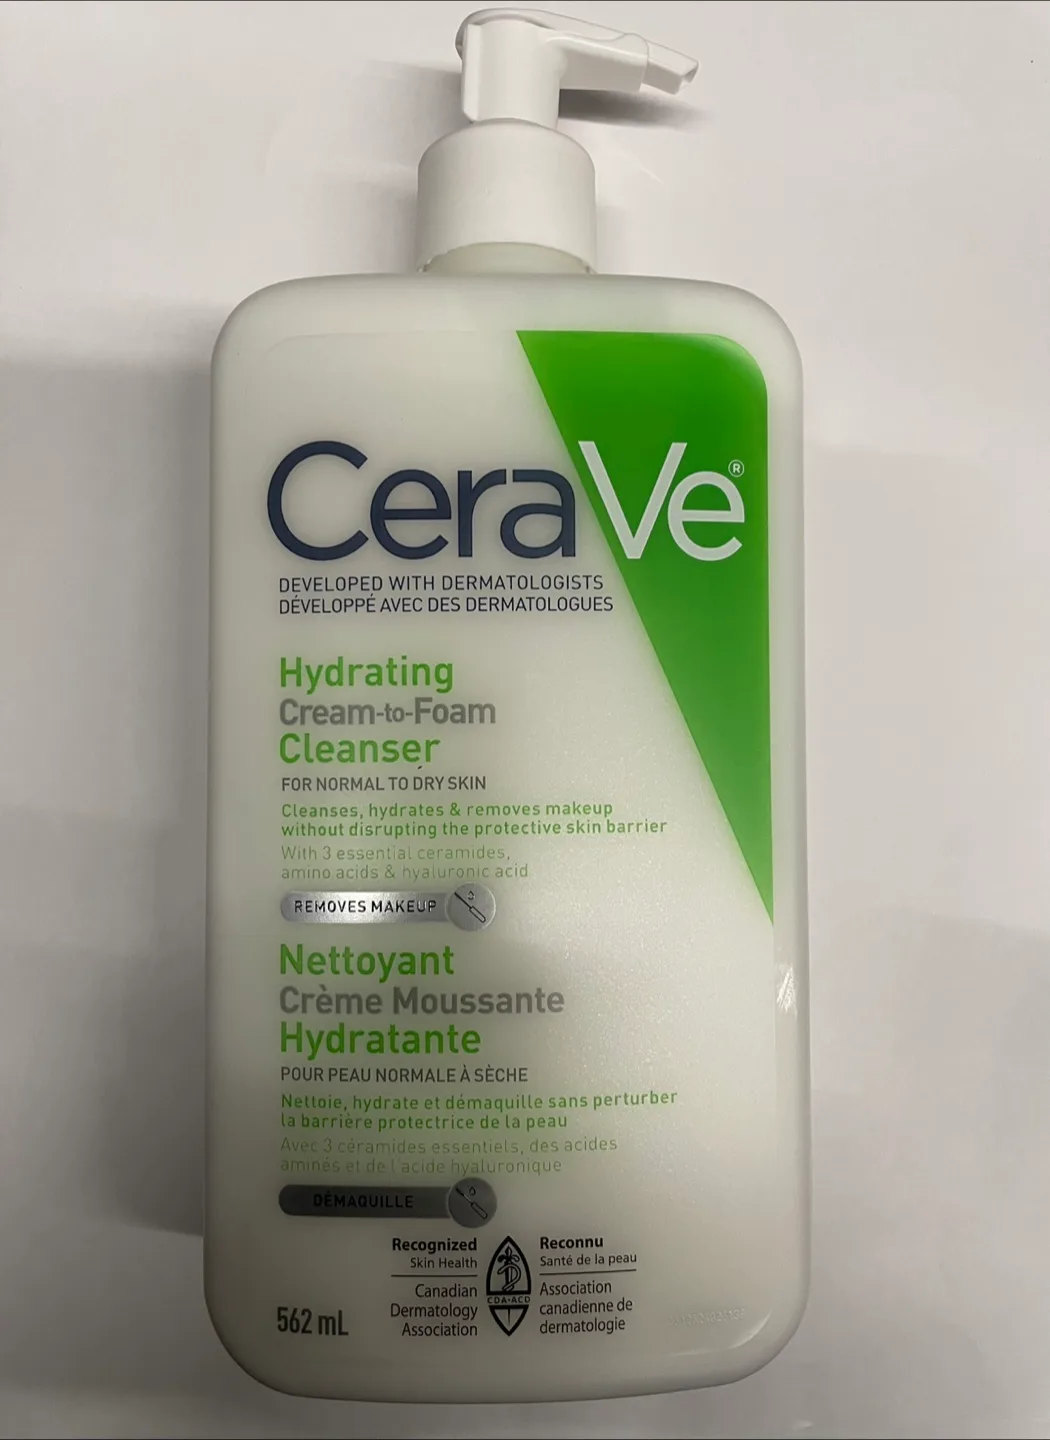 CeraVe®
DEVELOPED WITH DERMATOLOGISTS
DÉVELOPPÉ AVEC DES DERMATOLOGUES
Hydrating
Cream-to-Foam
Cleanser
FOR NORMAL TO DRY SKIN
Cleanses, hydrates & removes makeup
without disrupting the protective skin barrier
With 3 essential ceramides,
amino acids & hyaluronic acid
REMOVES MAKEUP
Nettoyant
Crème Moussante
Hydratante
POUR PEAU NORMALE À SÈCHE
Nettoie, hydrate et démaquille sans perturber
la barrière protectrice de la peau
Avec 3 céramides essentiels, des acides
aminés et de l'acide hyaluronique
DÉMAQUILLE
Recognized
Skin Health
Canadian
Dermatology
Association
CDA-ACD
Reconnu
Santé de la peau
Association
canadienne de
dermatologie
562 mL